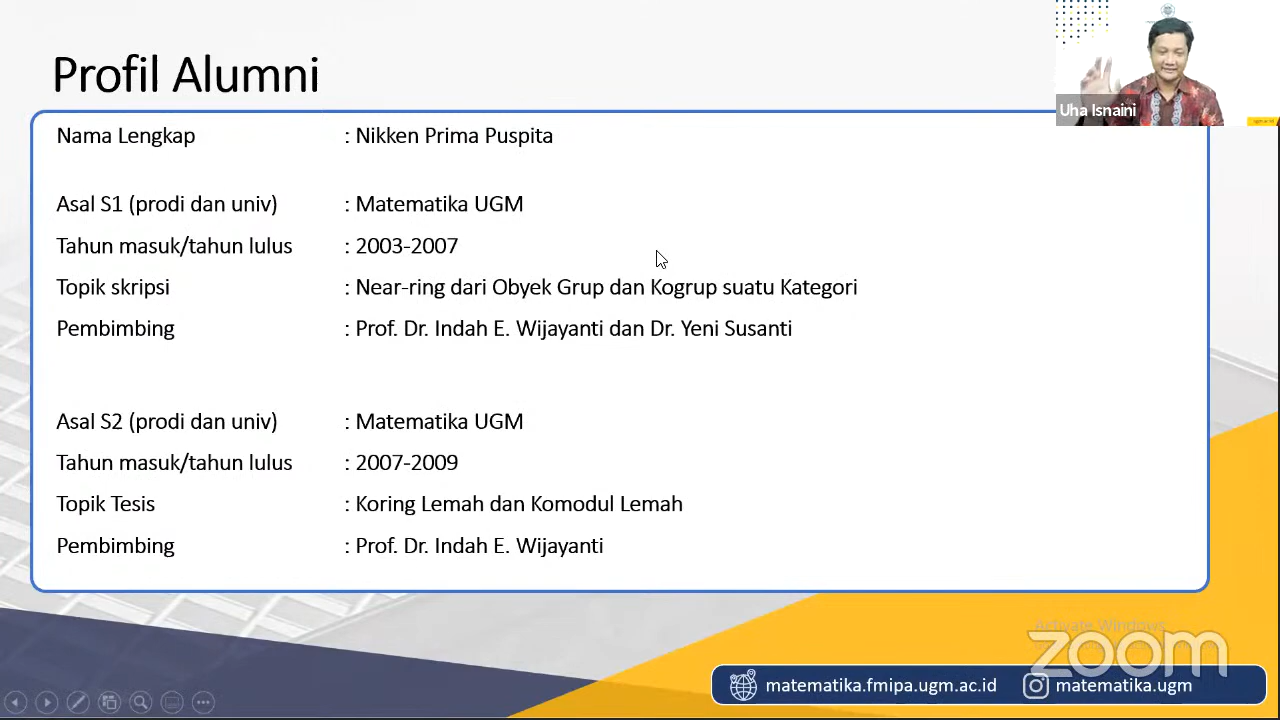 Profil Alumni
Uha Isnaini
Nama Lengkap : Nikken Prima Puspita
Asal S1 (prodi dan univ) : Matematika UGM
Tahun masuk/tahun lulus : 2003-2007
Topik skripsi : Near-ring dari Obyek Grup dan Kogrup suatu Kategori
Pembimbing : Prof. Dr. Indah E. Wijayanti dan Dr. Yeni Susanti
Asal S2 (prodi dan univ) : Matematika UGM
Tahun masuk/tahun lulus : 2007-2009
Topik Tesis : Koring Lemah dan Komodul Lemah
Pembimbing : Prof. Dr. Indah E. Wijayanti
Activate Windows
zoom
matematika.fmipa.ugm.ac.id matematika.ugm